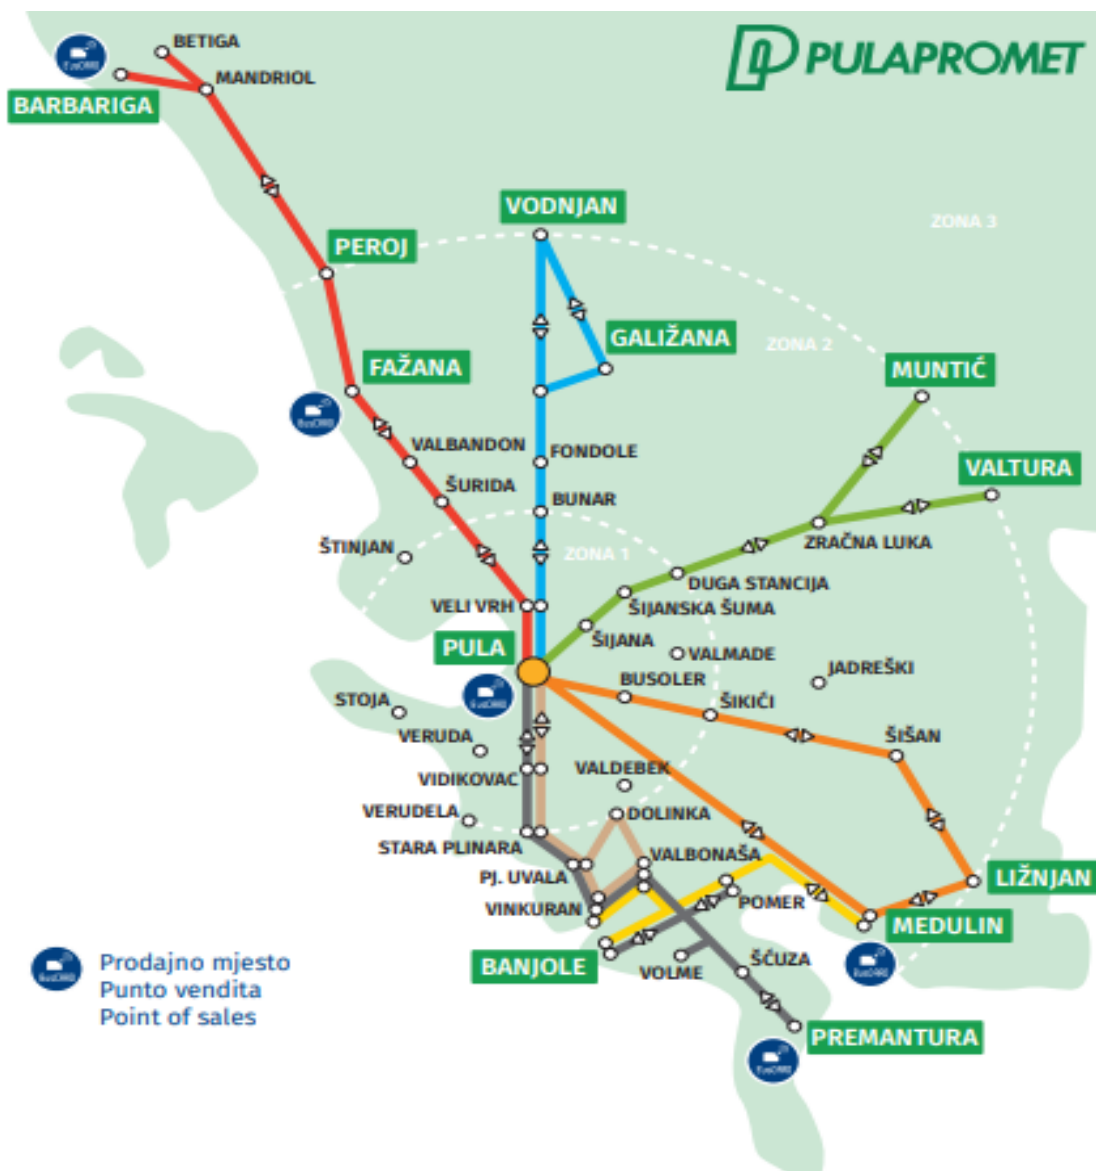 PULAPROMET
BETIGA
MANDRIOL
BARBARIGA
VODNJAN
ZONA 3
PEROJ
GALIŽANA
ZONA 2
FAŽANA
MUNTIĆ
VALBANDON
FONDOLE
VALTURA
ŠURIDA
BUNAR
ŠTINJAN
ZONA 1
ZRAČNA LUKA
DUGA STANCIJA
VELI VRH
ŠIJANSKA ŠUMA
PULA
ŠIJANA
VALMADE
JADREŠKI
BUSOLER
STOJA
ŠIKIĆI
VERUDA
ŠIŠAN
VIDIKOVAC
VALDEBEK
VERUDELA
DOLINKA
STARA PLINARA
VALBONAŠA
PJ. UVALA
LIŽNJAN
VINKURAN
POMER
MEDULIN
BANJOLE
VOLME
ŠĆUZA
PREMANTURA
Prodajno mjesto
Punto vendita
Point of sales